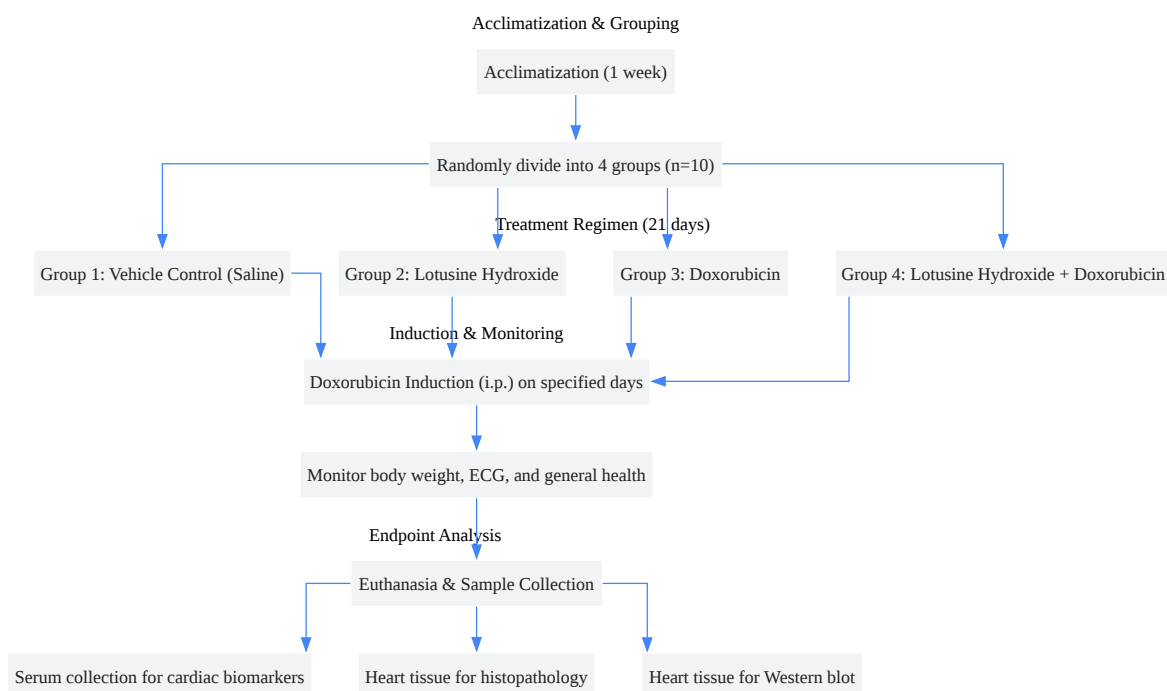 Acclimatization & Grouping
Acclimatization (1 week)
Randomly divide into 4 groups (n=10)
Treatment Regimen (21 days)
Group 1: Vehicle Control (Saline)
Group 2: Lotusine Hydroxide
Group 3: Doxorubicin
Group 4: Lotusine Hydroxide + Doxorubicin
Induction & Monitoring
Doxorubicin Induction (i.p.) on specified days
Monitor body weight, ECG, and general health
Endpoint Analysis
Euthanasia & Sample Collection
Serum collection for cardiac biomarkers
Heart tissue for histopathology
Heart tissue for Western blot